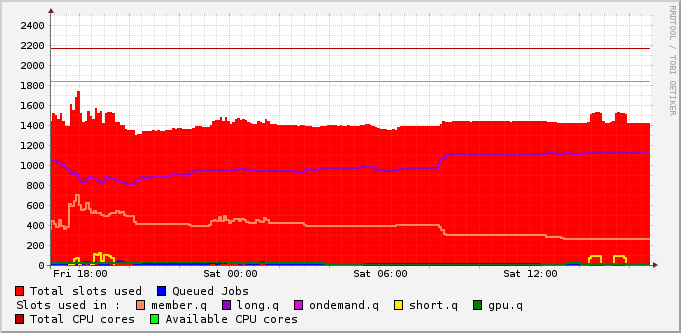 2400
2200
2000
1800
1600
1400
1200
1000
800
600
400
200
0
Fri 18:00 Sat 00:00 Sat 06:00 Sat 12:00
RRDTOOL / TOBI OETIKER
Total slots used Queued Jobs
Slots used in : member.q long.q ondemand.q short.q gpu.q
Total CPU cores Available CPU cores